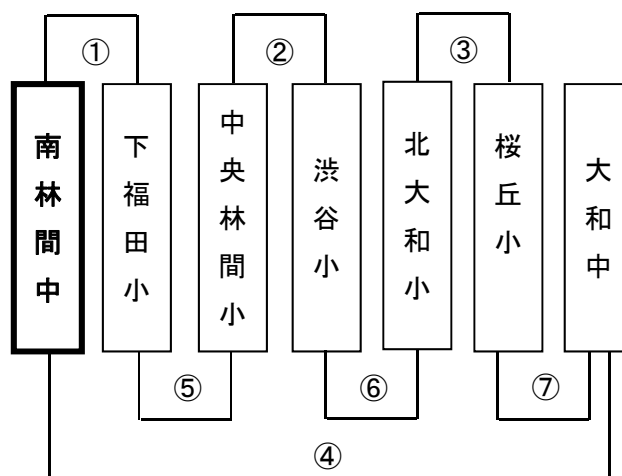 ① ② ③
南林間中
下福田小
中央林間小
渋谷小
北大和小
桜丘小
大和中
⑤ ⑥ ⑦
④